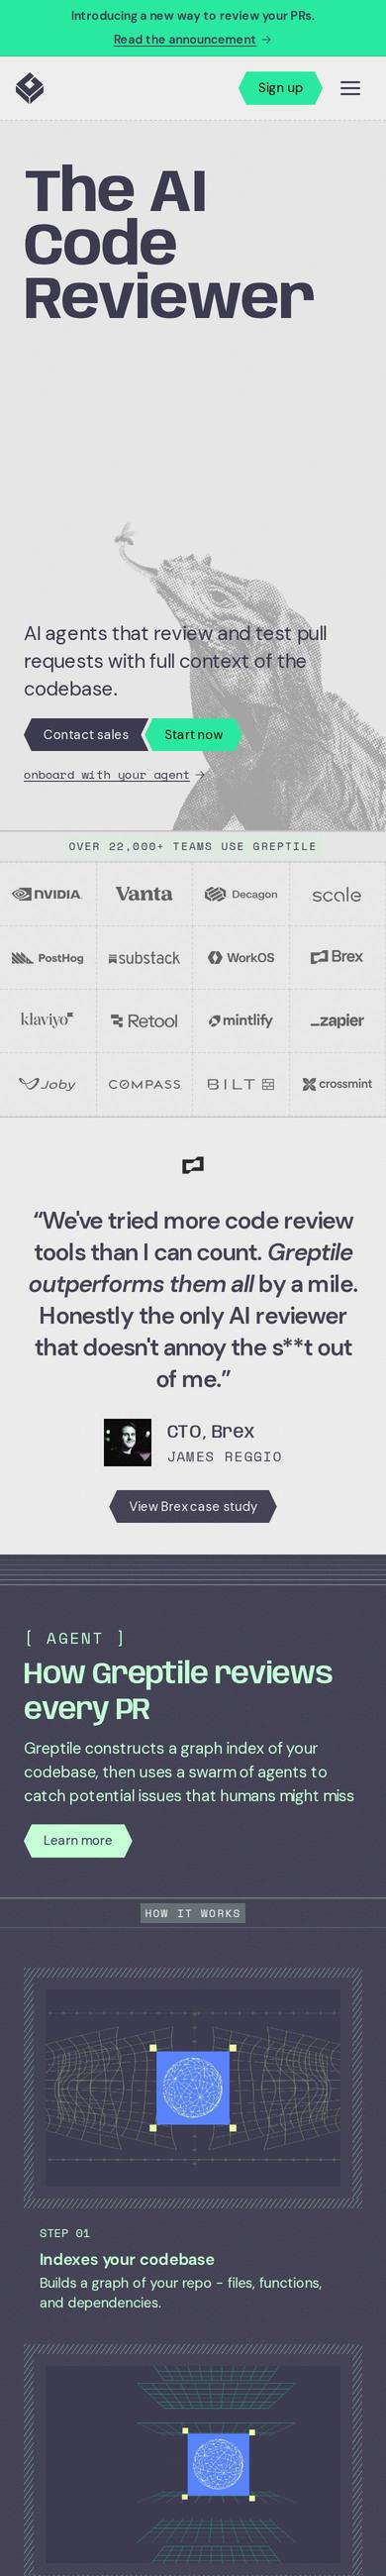 Introducing a new way to review your PRs.
Read the announcement →
Sign up
The AI
Code
Reviewer
AI agents that review and test pull
requests with full context of the
codebase.
Contact sales
Start now
onboard with your agent →
OVER 22,000+ TEAMS USE GREPTILE
NVIDIA. Vanta Decagon scale
PostHog substack WorkOS Brex
klaviyo Retool mintlify _zapier
Joby COMPASS BILT crossmint
“We've tried more code review
tools than I can count. Greptile
outperforms them all by a mile.
Honestly the only AI reviewer
that doesn't annoy the s**t out
of me.”
CTO, Brex
JAMES REGGIO
View Brex case study
[ AGENT ]
How Greptile reviews
every PR
Greptile constructs a graph index of your
codebase, then uses a swarm of agents to
catch potential issues that humans might miss
Learn more
HOW IT WORKS
STEP 01
Indexes your codebase
Builds a graph of your repo - files, functions,
and dependencies.